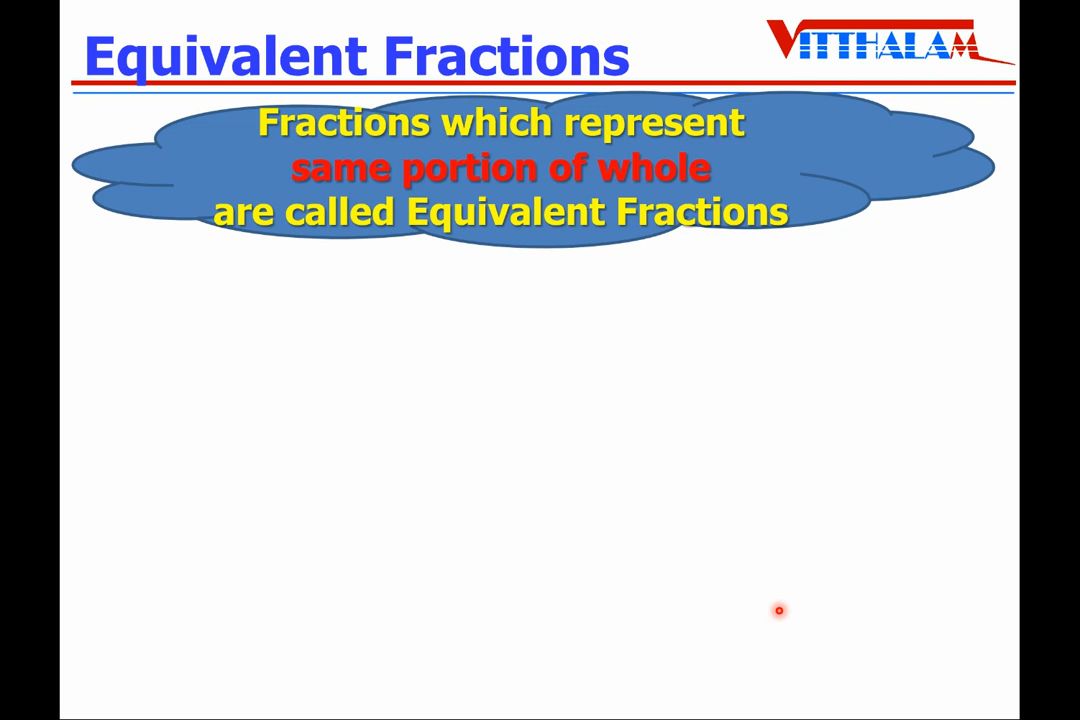 Equivalent Fractions
VITTHALAM
Fractions which represent
same portion of whole
are called Equivalent Fractions